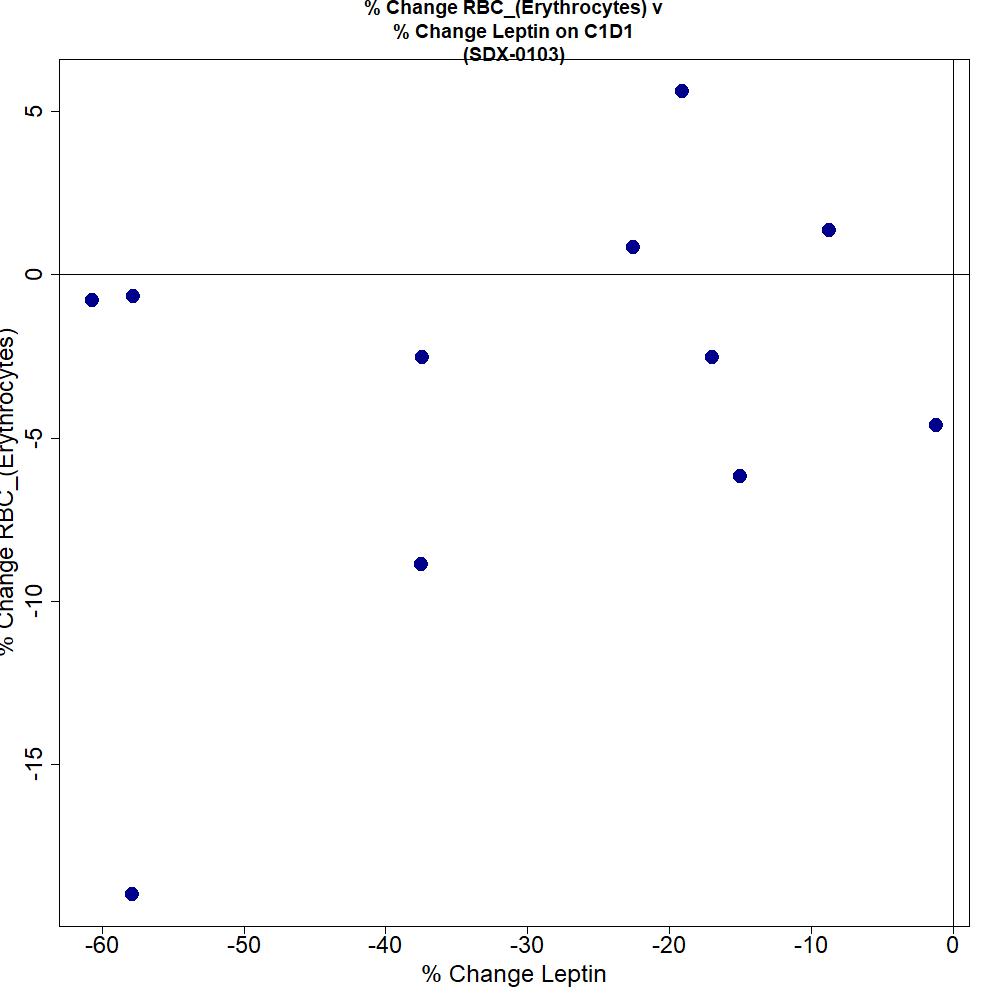 % Change RBC_(Erythrocytes) v
% Change Leptin on C1D1
(SDX-0103)
5
0
-5
-10
-15
% Change RBC_(Erythrocytes)
-60
-50
-40
-30
-20
-10
0
% Change Leptin